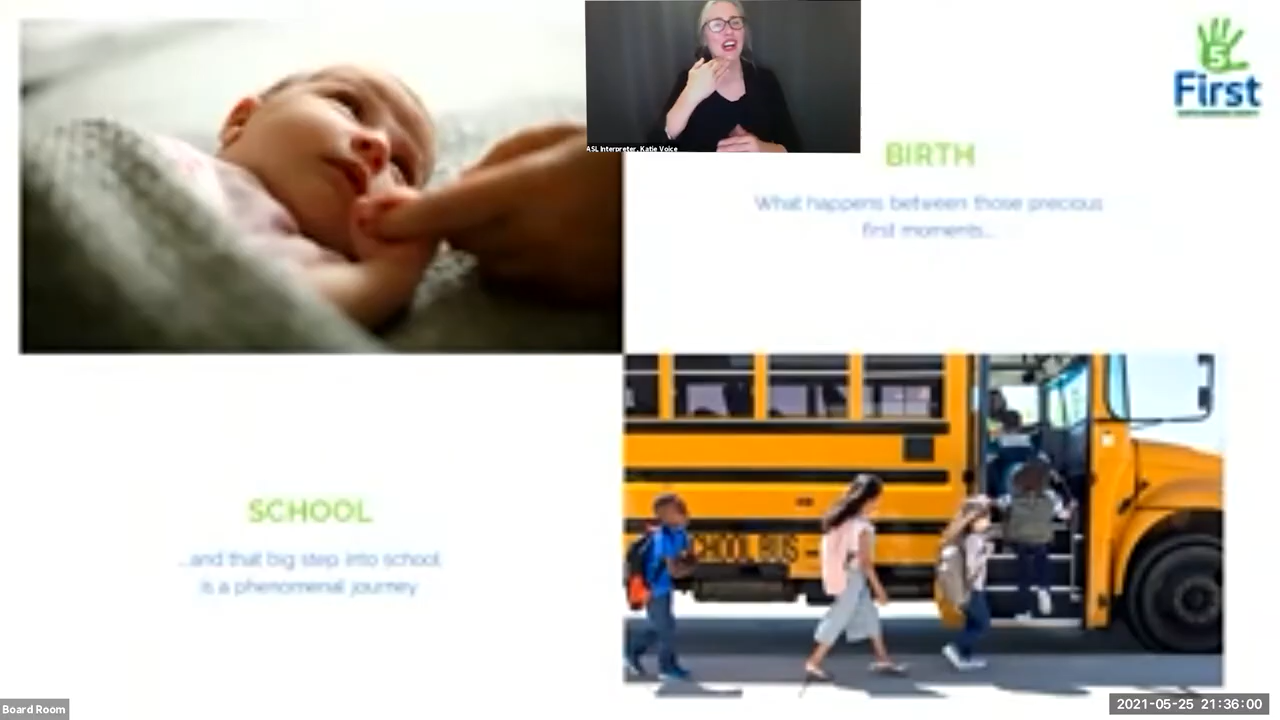 ASL Interpreter, Katie Voice
5
First
BIRTH
What happens between those precious
first moments...
SCHOOL
...and that big step into school
is a phenomenal journey
SCHOOL BUS
Board Room
2021-05-25 21:36:00